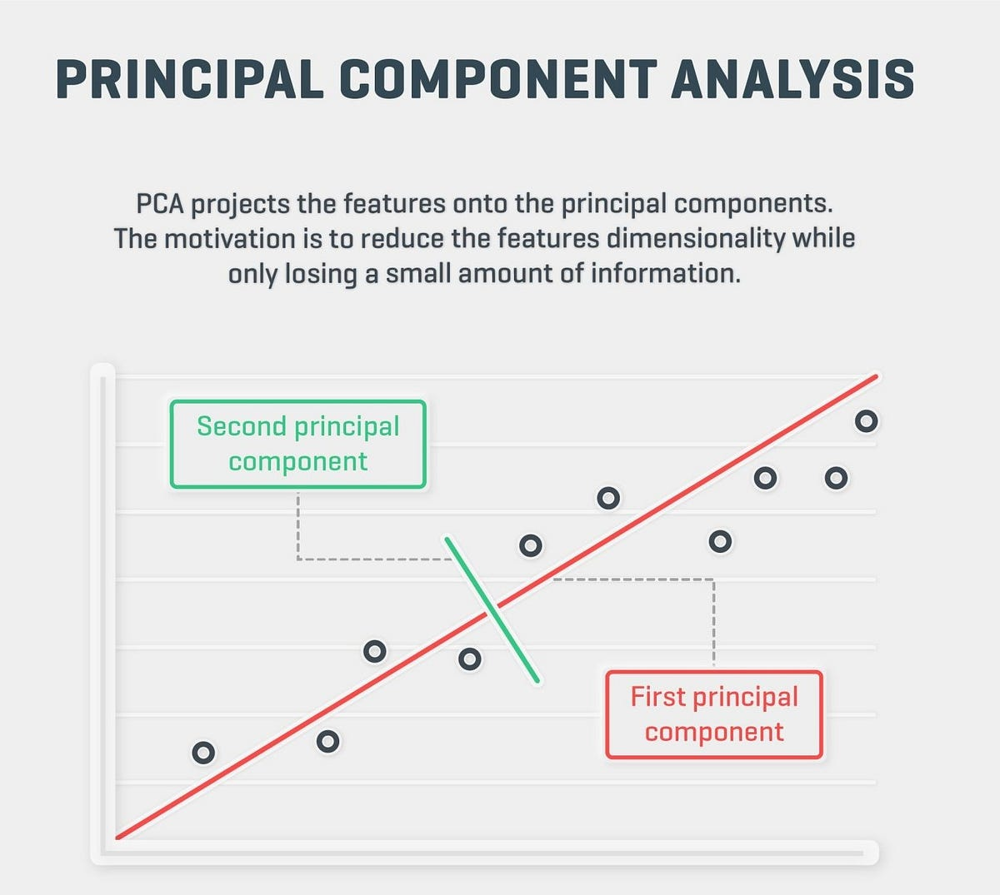 PRINCIPAL COMPONENT ANALYSIS
PCA projects the features onto the principal components.
The motivation is to reduce the features dimensionality while
only losing a small amount of information.
Second principal
component
First principal
component